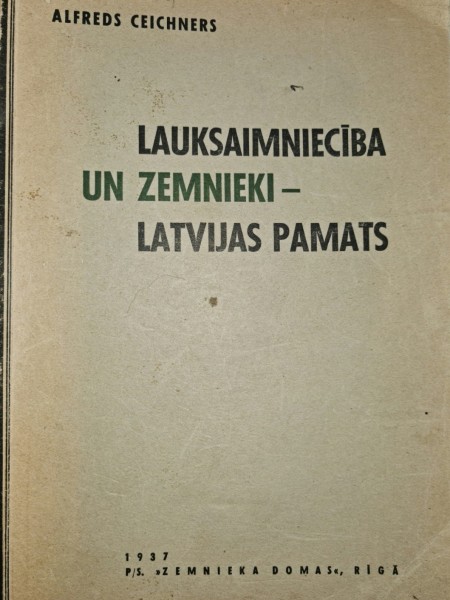 ALFREDS CEICHNERS
LAUKSAIMNIECĪBA
UN ZEMNIEKI –
LATVIJAS PAMATS
1937
P/S. »ZEMNIEKA DOMAS«, RĪGĀ